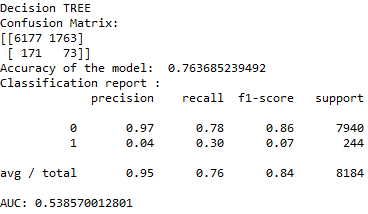 Decision TREE
Confusion Matrix:
[[6177 1763]
 [ 171   73]]
Accuracy of the model:  0.763685239492
Classification report :
             precision    recall  f1-score   support

          0       0.97      0.78      0.86      7940
          1       0.04      0.30      0.07       244

avg / total       0.95      0.76      0.84      8184

AUC: 0.538570012801